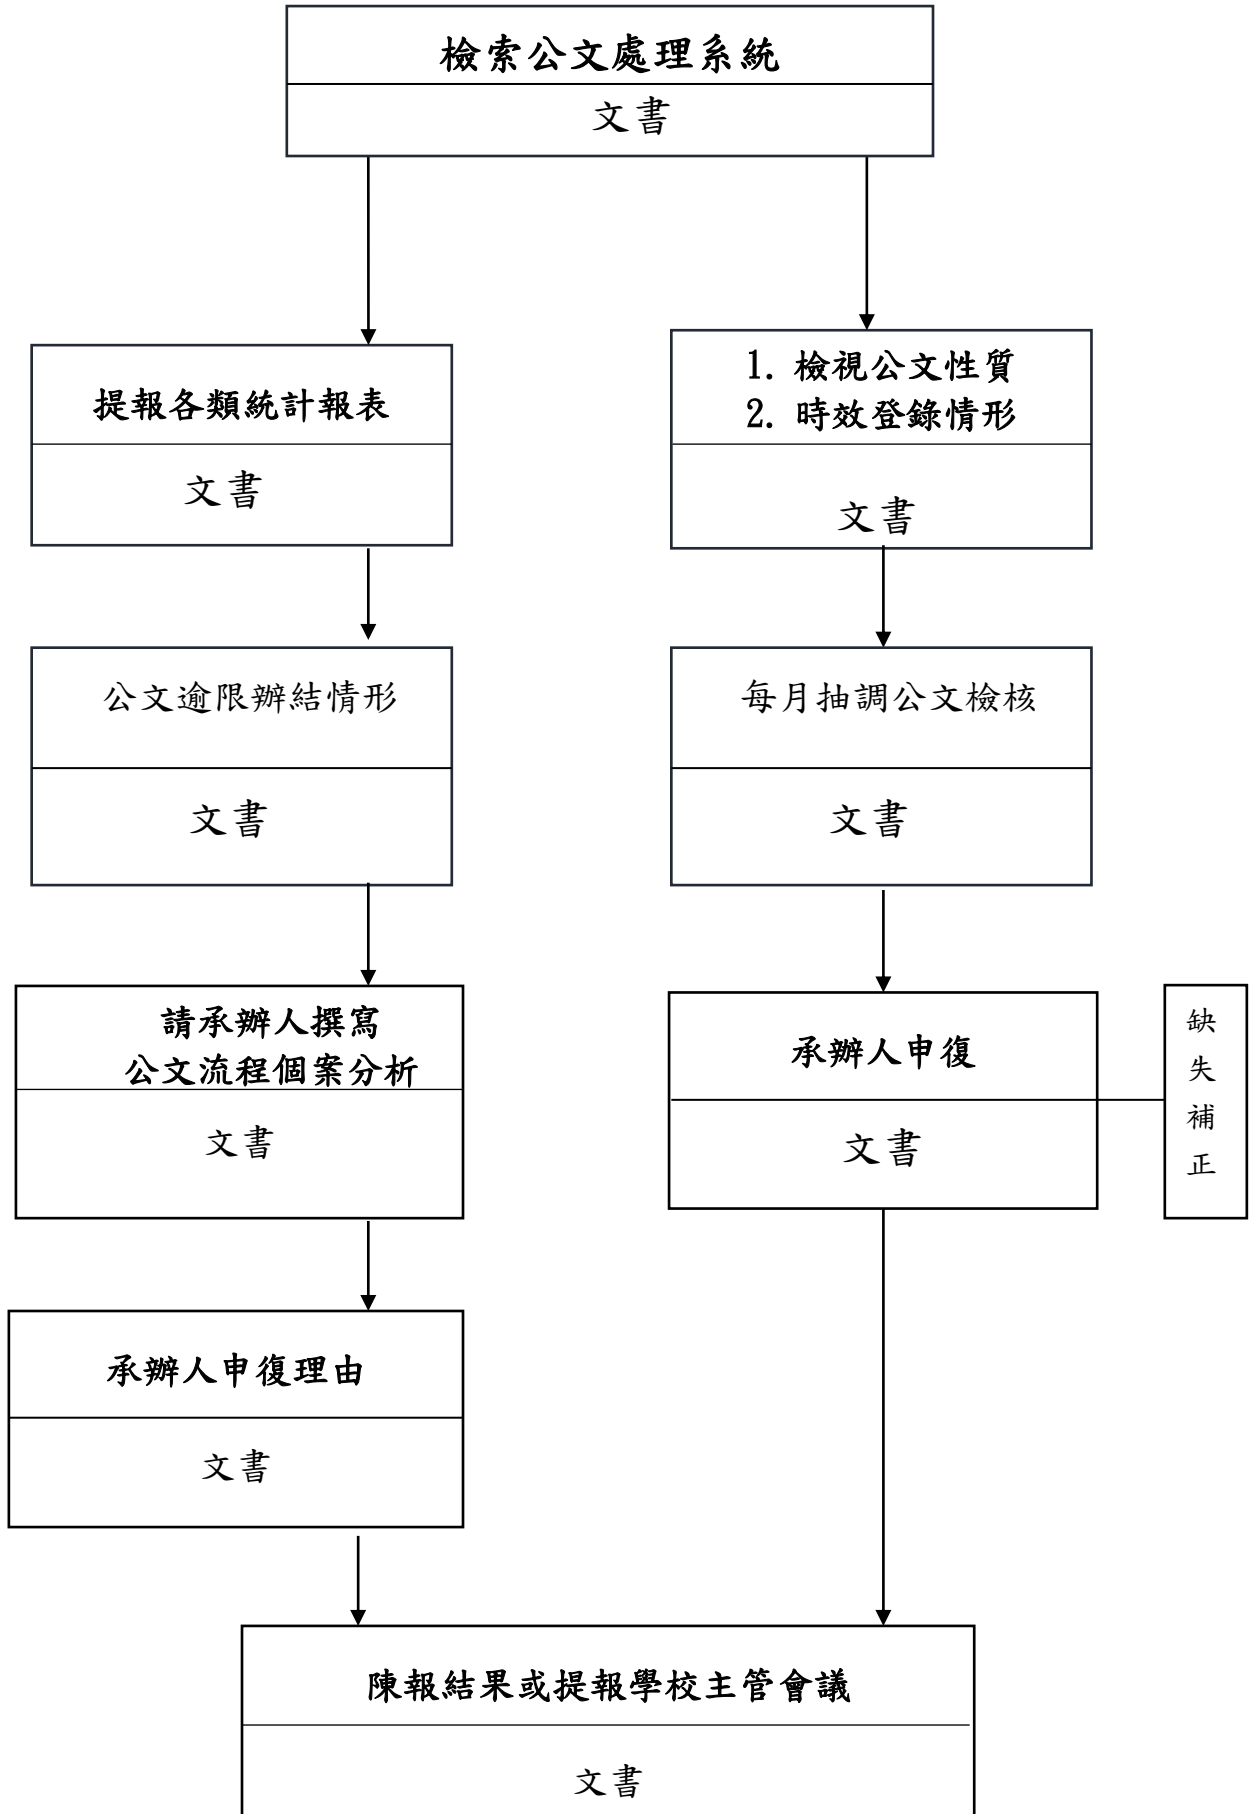 檢索公文處理系統
文書
提報各類統計報表
文書
1. 檢視公文性質
2. 時效登錄情形
文書
公文逾限辦結情形
文書
每月抽調公文檢核
文書
請承辦人撰寫
公文流程個案分析
文書
承辦人申復
文書
缺
失
補
正
承辦人申復理由
文書
陳報結果或提報學校主管會議
文書